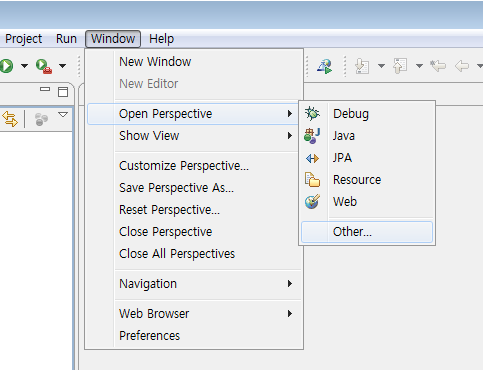 Project Run Window Help
New Window
New Editor
Open Perspective
Show View
Customize Perspective...
Save Perspective As...
Reset Perspective...
Close Perspective
Close All Perspectives
Navigation
Web Browser
Preferences
Debug
Java
JPA
Resource
Web
Other...